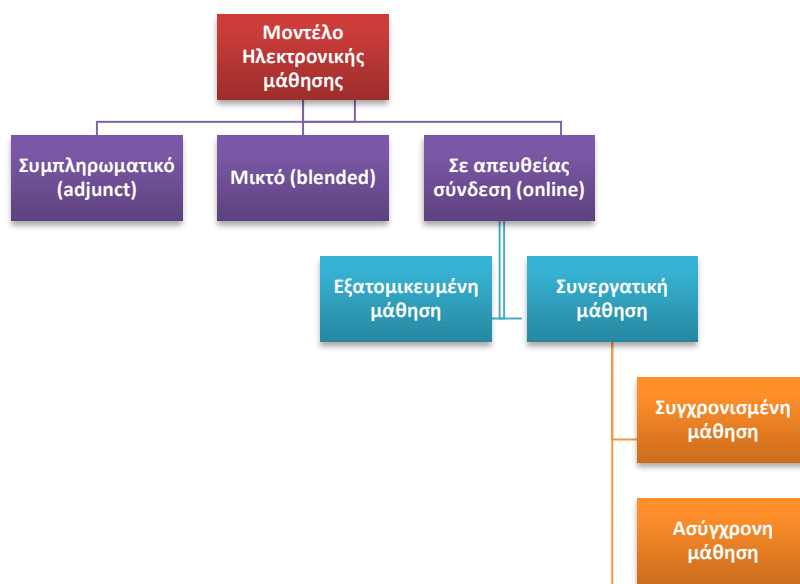 Μοντέλο
Ηλεκτρονικής
μάθησης
Συμπληρωματικό
(adjunct)
Μικτό (blended)
Σε απευθείας
σύνδεση (online)
Εξατομικευμένη
μάθηση
Συνεργατική
μάθηση
Συγχρονισμένη
μάθηση
Ασύγχρονη
μάθηση